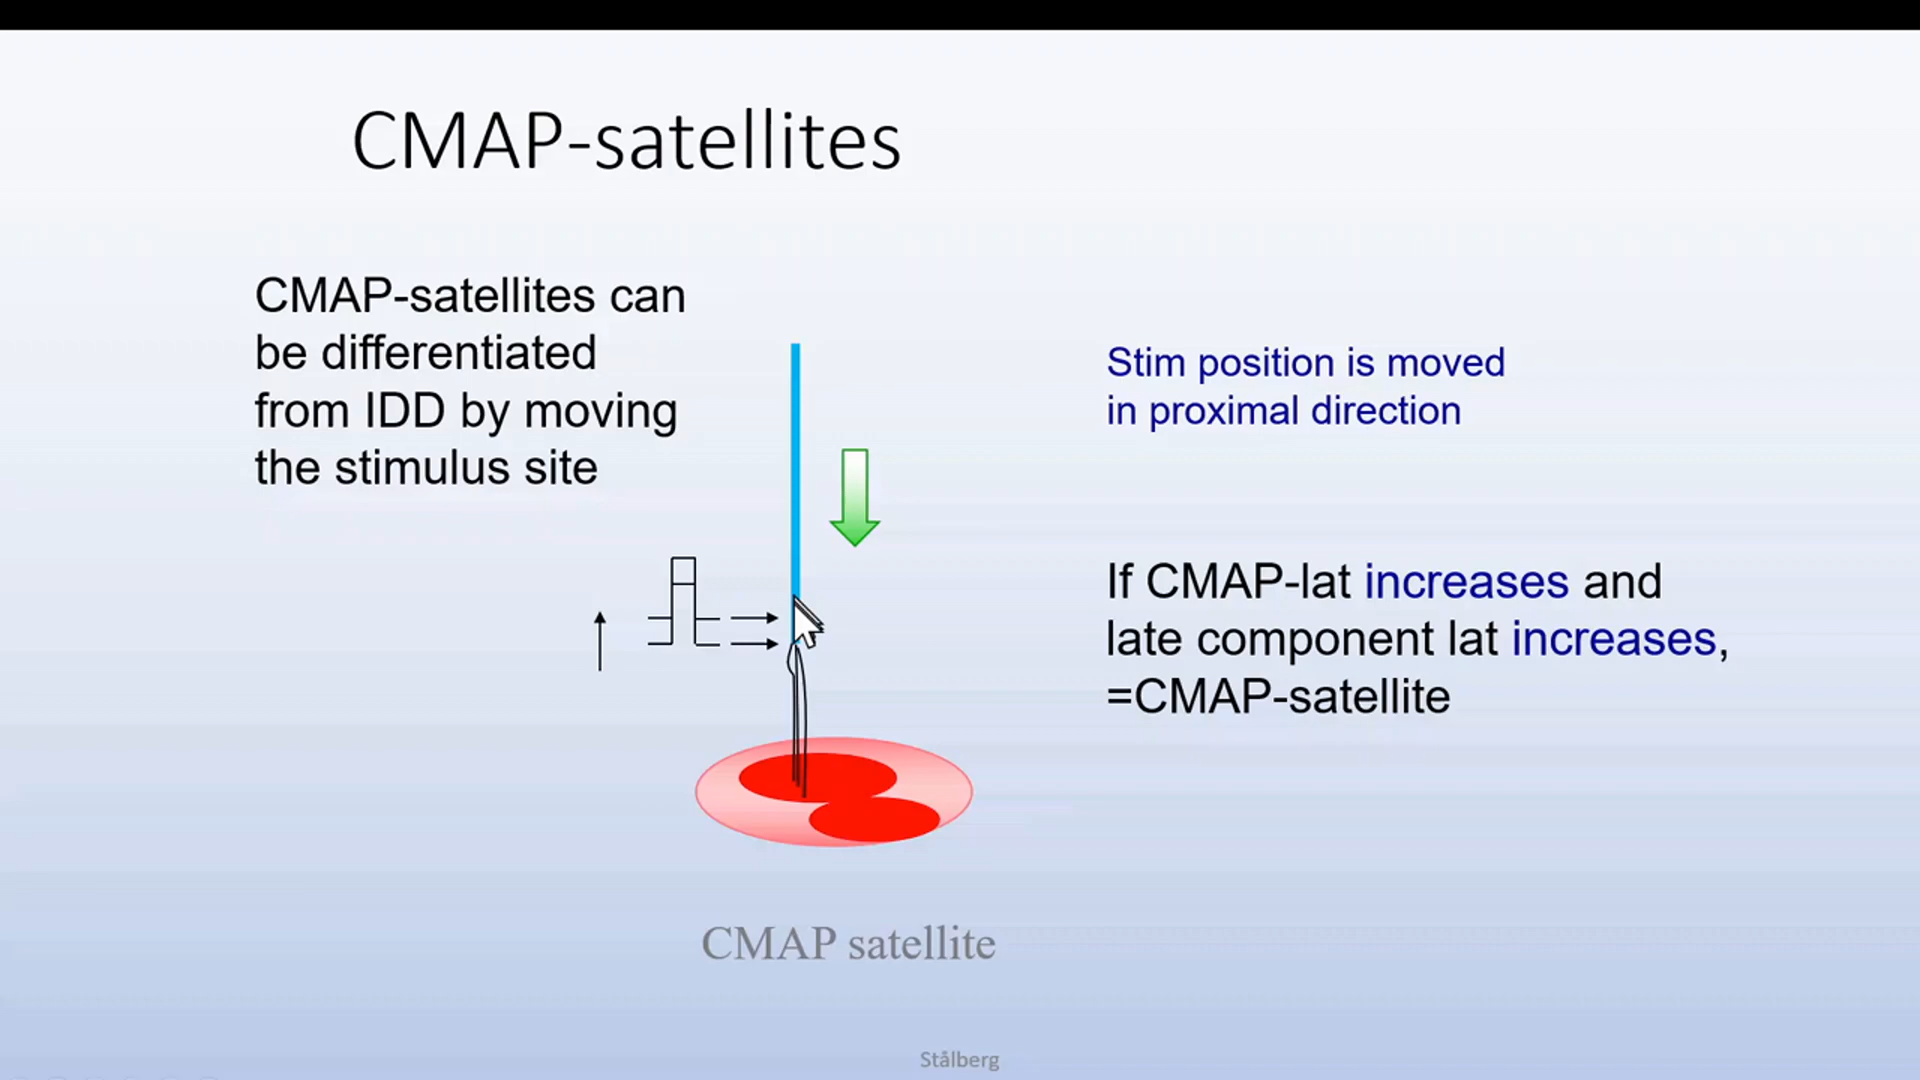 CMAP-satellites
CMAP-satellites can
be differentiated
from IDD by moving
the stimulus site
Stim position is moved
in proximal direction
If CMAP-lat increases and
late component lat increases,
=CMAP-satellite
CMAP satellite
Stålberg